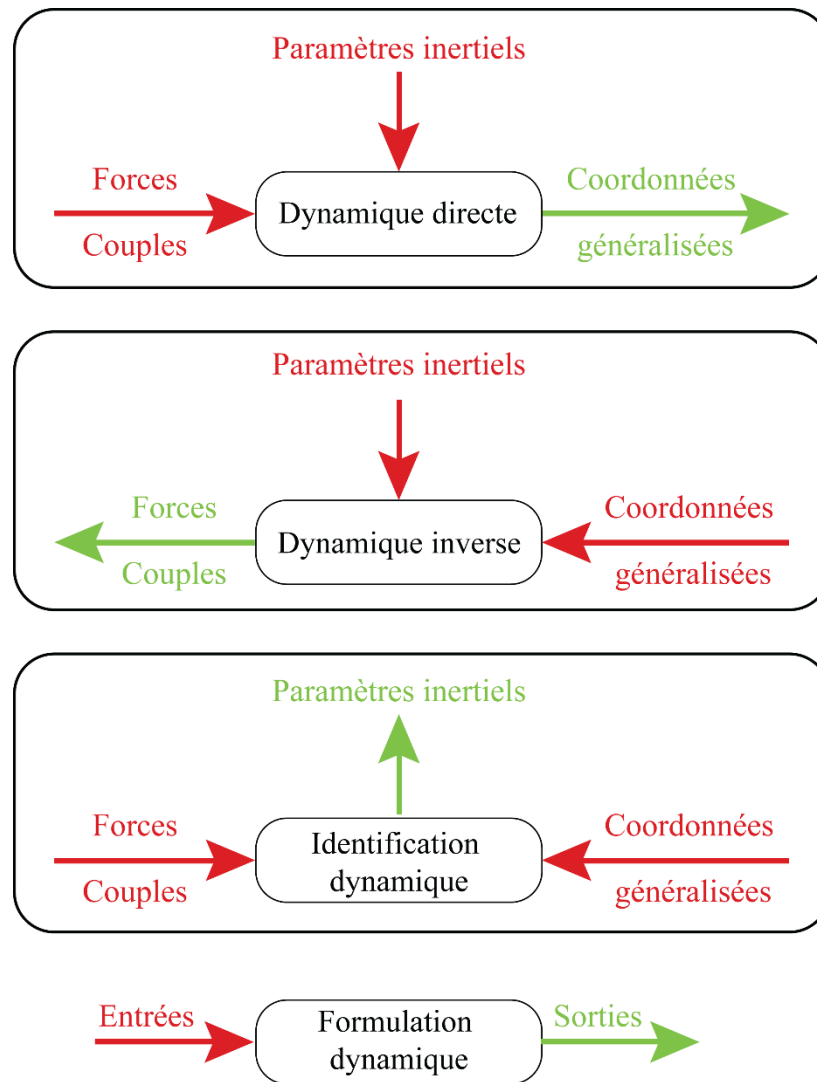 Paramètres inertiels
Forces
Couples
Dynamique directe
Coordonnées
généralisées
Paramètres inertiels
Forces
Couples
Dynamique inverse
Coordonnées
généralisées
Paramètres inertiels
Forces
Couples
Identification
dynamique
Coordonnées
généralisées
Entrées
Formulation
dynamique
Sorties